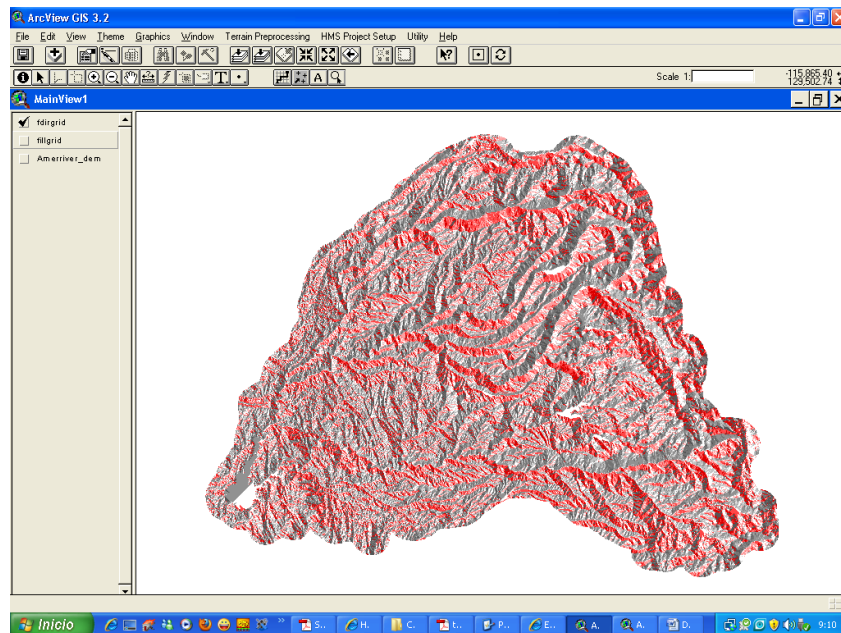 ArcView GIS 3.2
File Edit View Theme Graphics Window Terrain Preprocessing HMS Project Setup Utility Help
T A Scale 1: -115,865.40
129,502.74
MainView1
fdirgrid
fillgrid
Amerriver_dem
Inicio » S.. H. C. t.. P.. E.. A. A. D. 9:10